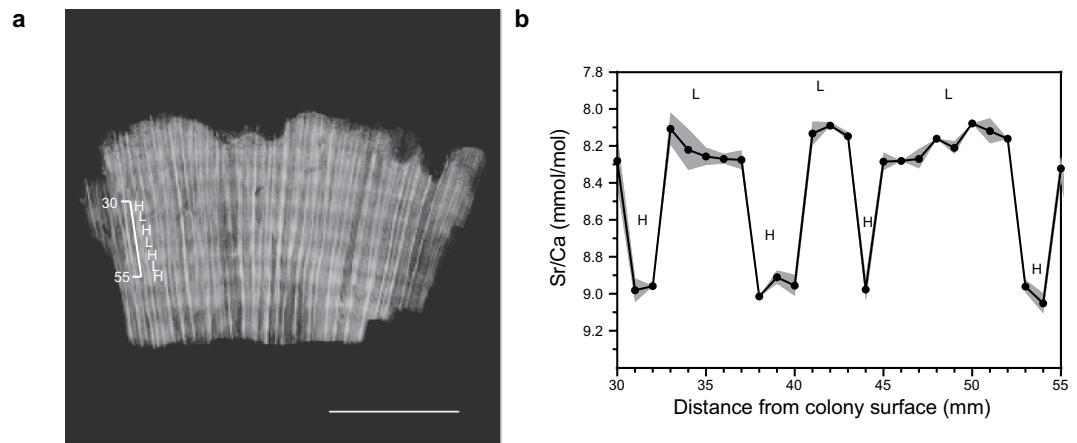 a
30
H
L
H
L
H
L
H
55
b
Sr/Ca (mmol/mol)
7.8
8.0
8.2
8.4
8.6
8.8
9.0
9.2
L
L
L
H
H
H
H
30
35
40
45
50
55
Distance from colony surface (mm)